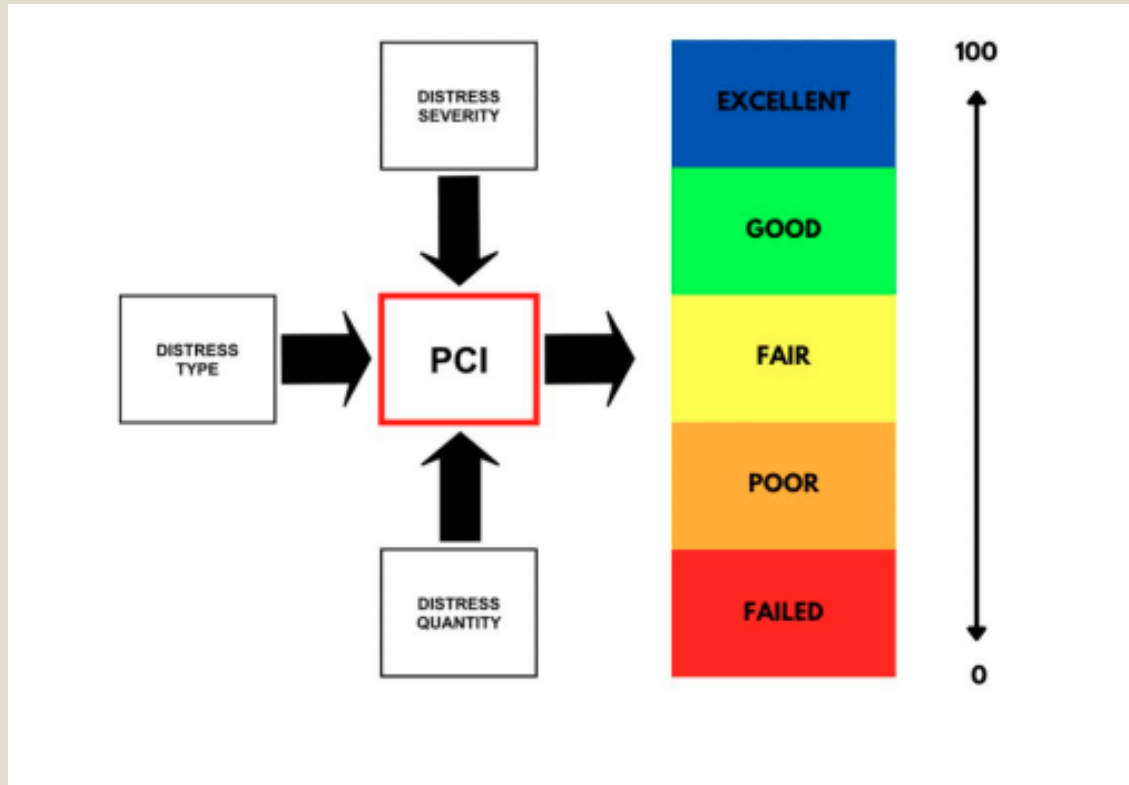 DISTRESS
SEVERITY
DISTRESS
TYPE
PCI
DISTRESS
QUANTITY
EXCELLENT
GOOD
FAIR
POOR
FAILED
100
0